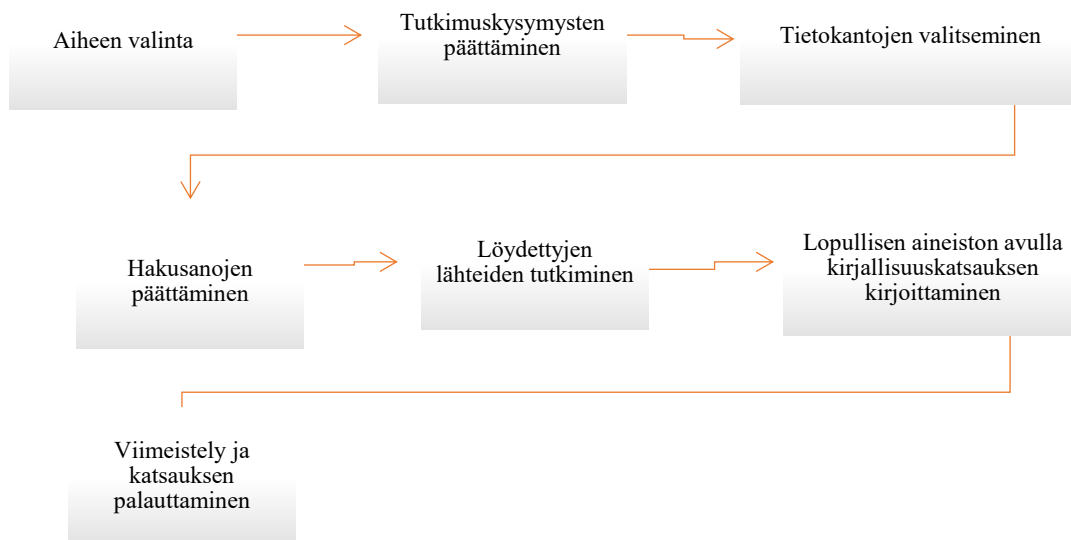 Aiheen valinta
Tutkimuskysymysten
päättäminen
Tietokantojen valitseminen
Hakusanojen
päättäminen
Löydettyjen
lähteiden tutkiminen
Lopullisen aineiston avulla
kirjallisuuskatsauksen
kirjoittaminen
Viimeistely ja
katsauksen
palauttaminen